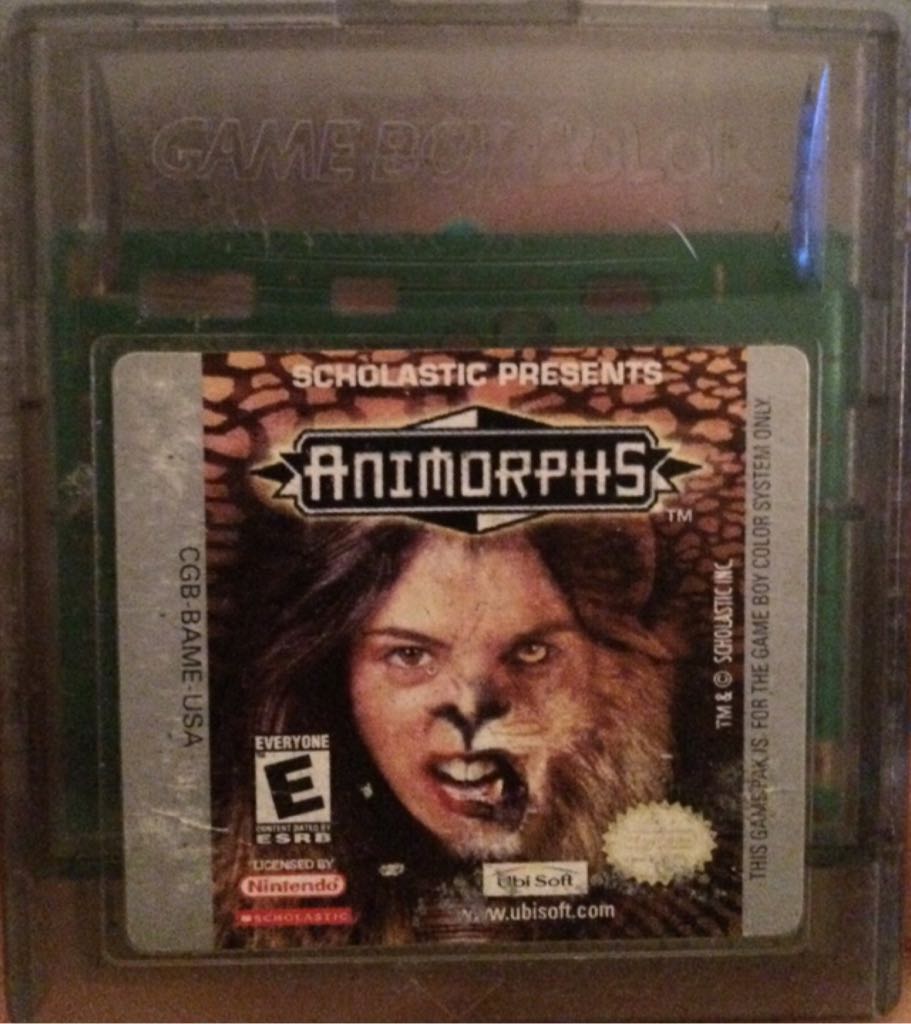 GAME BOY COLOR
SCHOLASTIC PRESENTS
ANIMORPHS
TM
CGB-BAME-USA
TM & © SCHOLASTIC INC
THIS GAME PAK IS FOR THE GAME BOY COLOR SYSTEM ONLY
EVERYONE
E
CONTENT RATED BY
ESRB
LICENSED BY
Nintendo
SCHOLASTIC
Ubi Soft
www.ubisoft.com